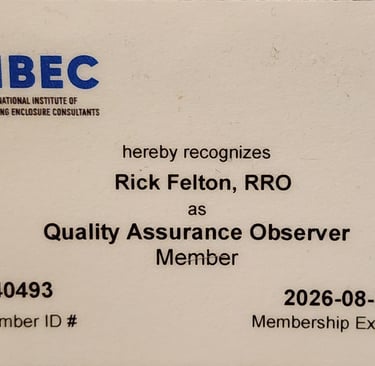 IBEC
NATIONAL INSTITUTE OF
NG ENCLOSURE CONSULTANTS
hereby recognizes
Rick Felton, RRO
as
Quality Assurance Observer
Member
40493
2026-08-
mber ID #
Membership Ex